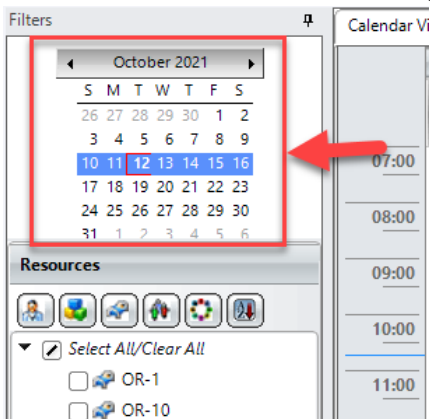 Filters
Calendar Vi
October 2021
S M T W T F S
26 27 28 29 30 1 2
3 4 5 6 7 8 9
10 11 12 13 14 15 16
17 18 19 20 21 22 23
24 25 26 27 28 29 30
31 1 2 3 4 5 6
07:00
08:00
Resources
09:00
Select All/Clear All
10:00
OR-1
11:00
OR-10